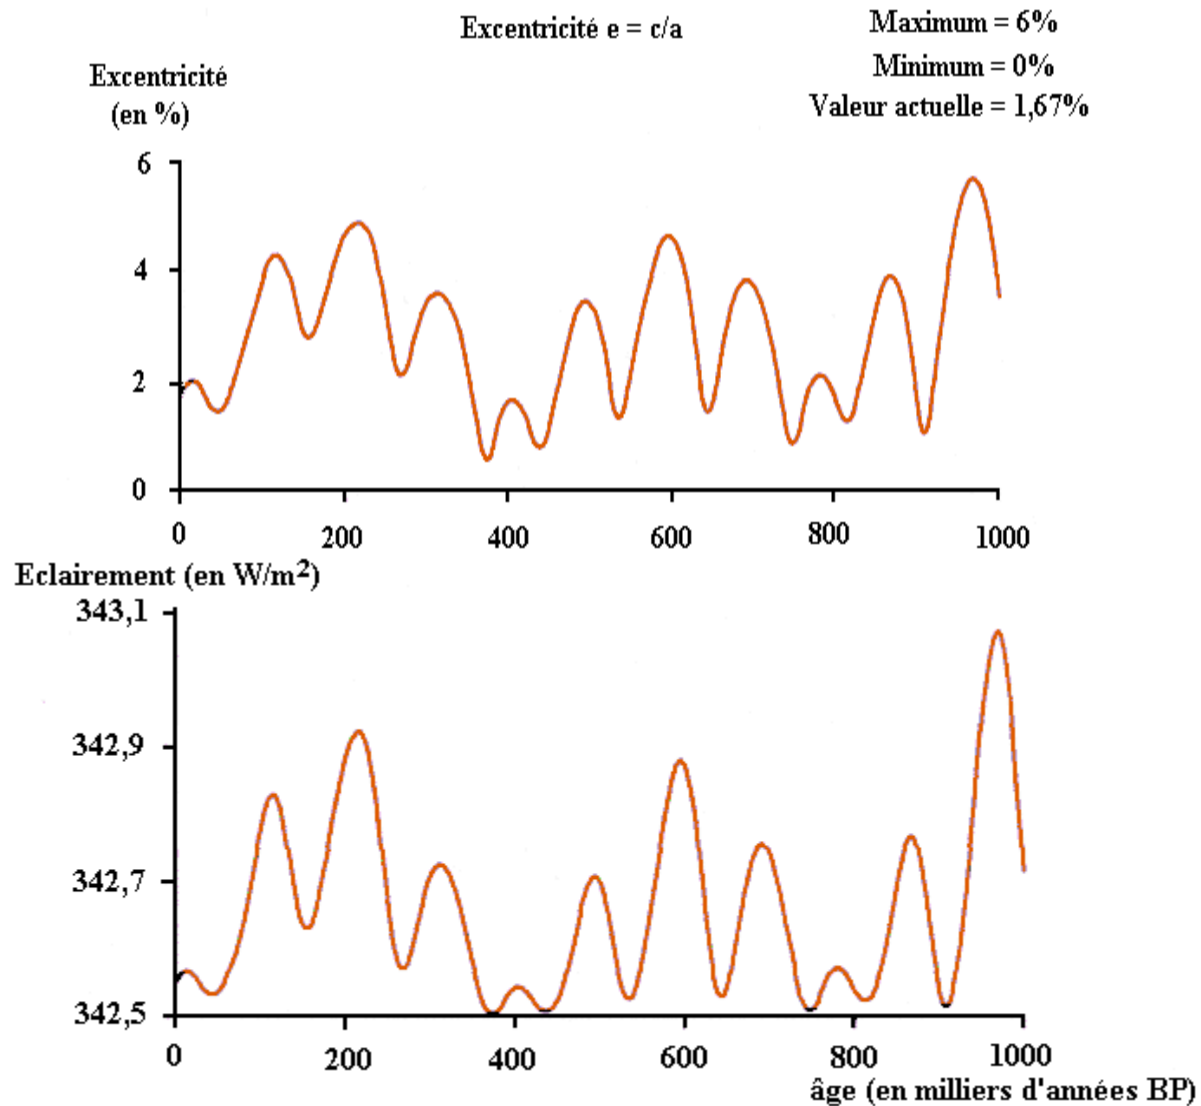 Excentricité e = c/a
Maximum = 6%
Minimum = 0%
Valeur actuelle = 1,67%
Excentricité
(en %)
6
4
2
0
0 200 400 600 800 1000
Eclairement (en W/m²)
343,1
342,9
342,7
342,5
0 200 400 600 800 1000
âge (en milliers d'années BP)